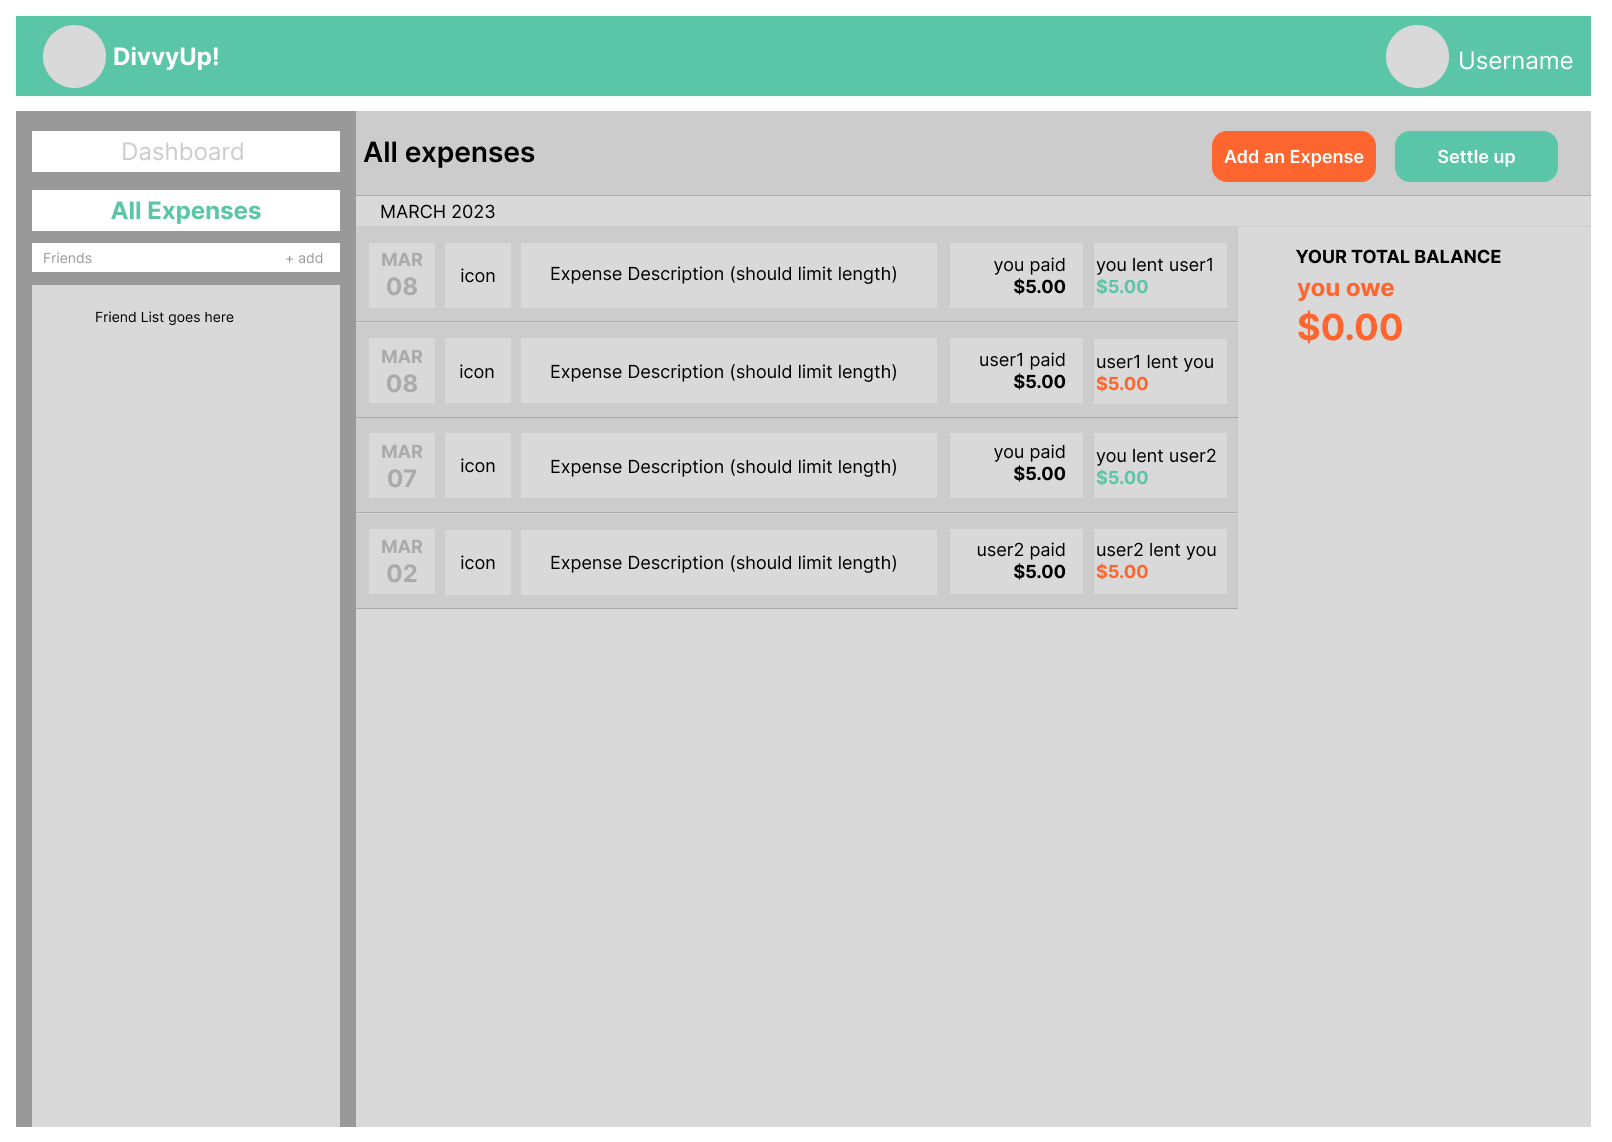 DivvyUp!
Username
Dashboard
All Expenses
Friends
+ add
Friend List goes here
All expenses
Add an Expense
Settle up
MARCH 2023
MAR
08
icon
Expense Description (should limit length)
you paid
$5.00
you lent user1
$5.00
MAR
08
icon
Expense Description (should limit length)
user1 paid
$5.00
user1 lent you
$5.00
MAR
07
icon
Expense Description (should limit length)
you paid
$5.00
you lent user2
$5.00
MAR
02
icon
Expense Description (should limit length)
user2 paid
$5.00
user2 lent you
$5.00
YOUR TOTAL BALANCE
you owe
$0.00